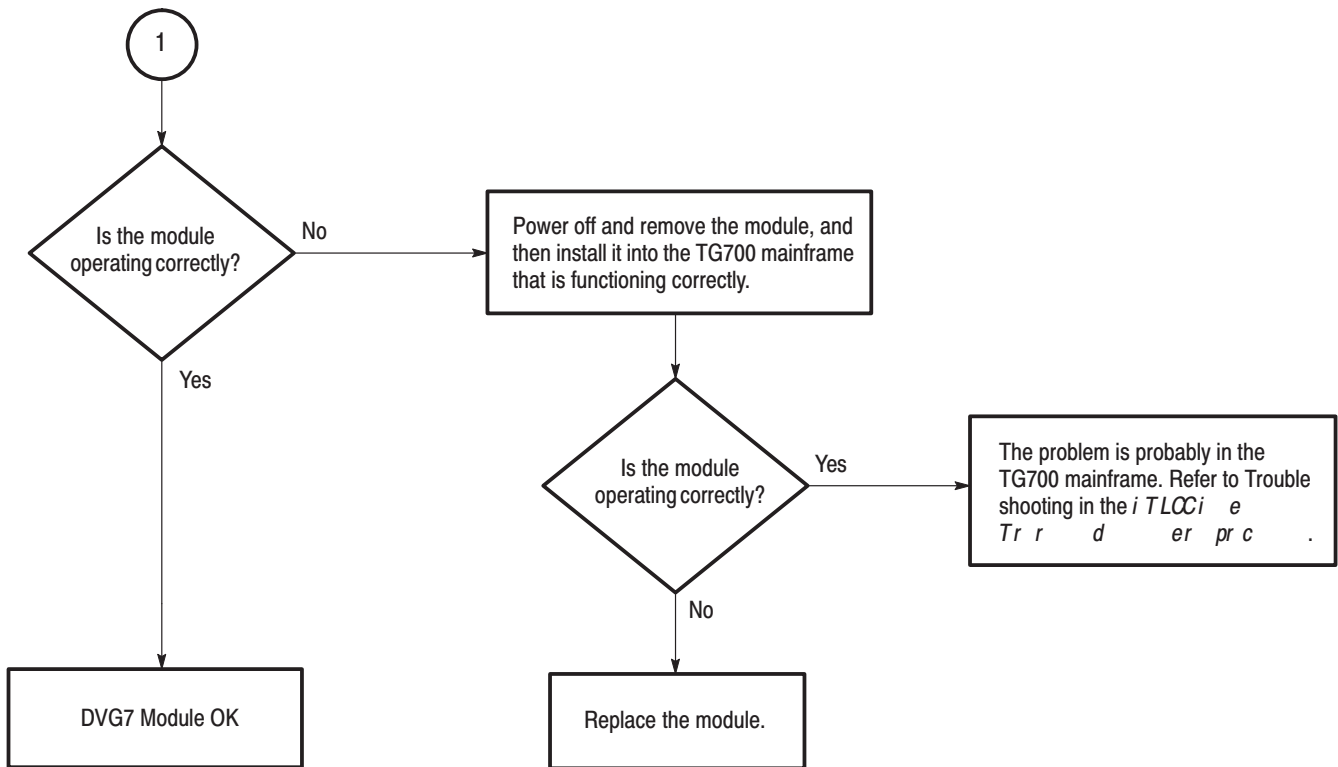 1
Is the module
operating correctly?
No
Power off and remove the module, and
then install it into the TG700 mainframe
that is functioning correctly.
Yes
Is the module
operating correctly?
Yes
The problem is probably in the
TG700 mainframe. Refer to Trouble
shooting in the
No
DVG7 Module OK
Replace the module.